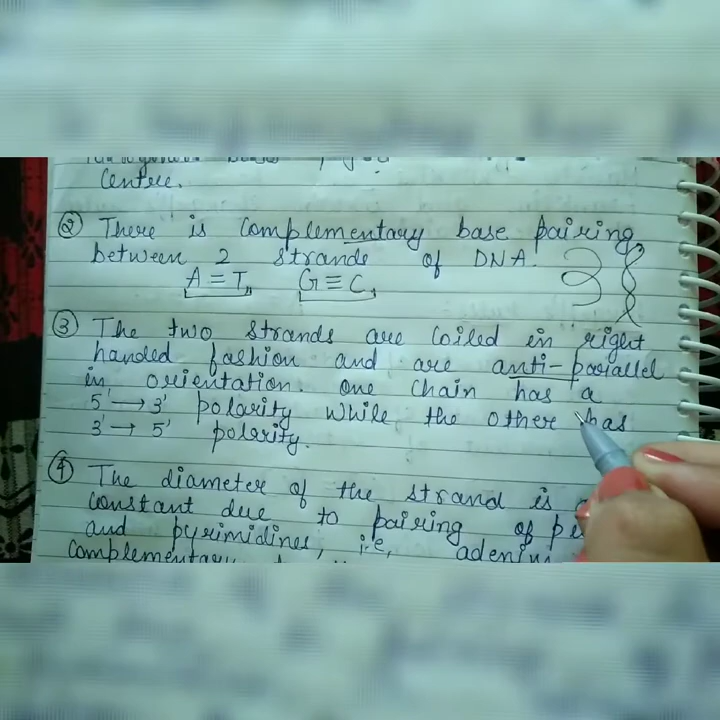 centre.
② There is complementary base pairing
between 2 strands of DNA.
A = T, G ≡ C,
③ The two strands are coiled in right
handed fashion and are anti-parallel
in orientation. One chain has a
5' → 3' polarity while the other has
3' → 5' polarity.
④ The diameter of the strand is
constant due to pairing of
and pyrimidines, i.e,